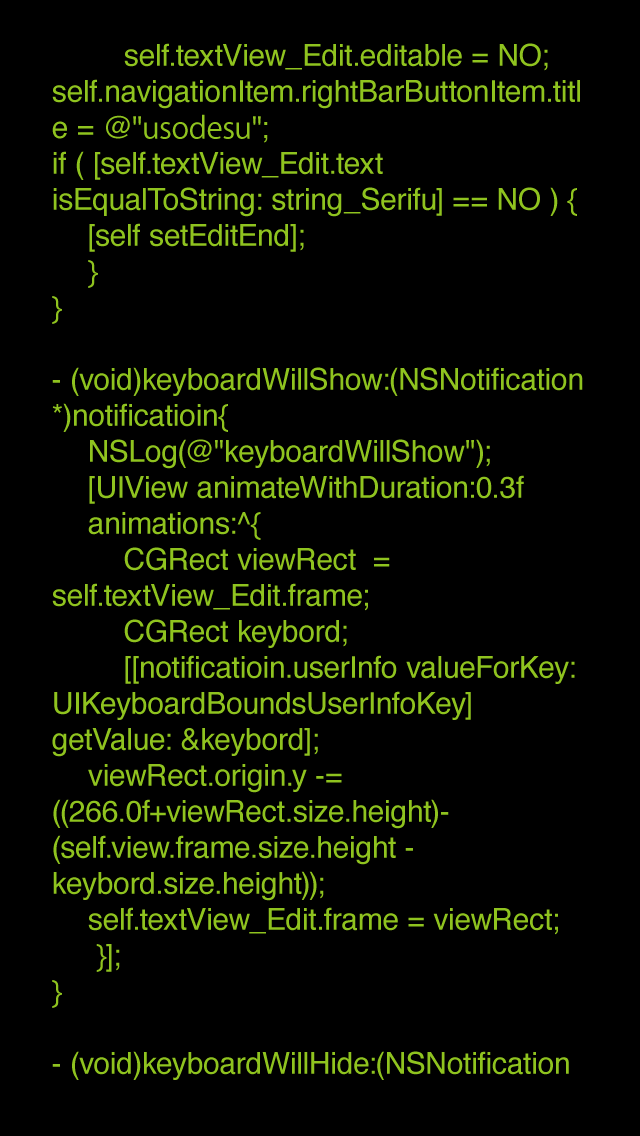 self.textView_Edit.editable = NO;
self.navigationItem.rightBarButtonItem.titl
e = @"usodesu";
if ( [self.textView_Edit.text
isEqualToString: string_Serifu] == NO ) {
[self setEditEnd];
}
}
- (void)keyboardWillShow:(NSNotification
*)notificatioin{
NSLog(@"keyboardWillShow");
[UIView animateWithDuration:0.3f
animations:^{
CGRect viewRect  =
self.textView_Edit.frame;
CGRect keybord;
[[notificatioin.userInfo valueForKey:
UIKeyboardBoundsUserInfoKey]
getValue: &keybord];
viewRect.origin.y -=
((266.0f+viewRect.size.height)-
(self.view.frame.size.height -
keybord.size.height));
self.textView_Edit.frame = viewRect;
}];
}
- (void)keyboardWillHide:(NSNotification